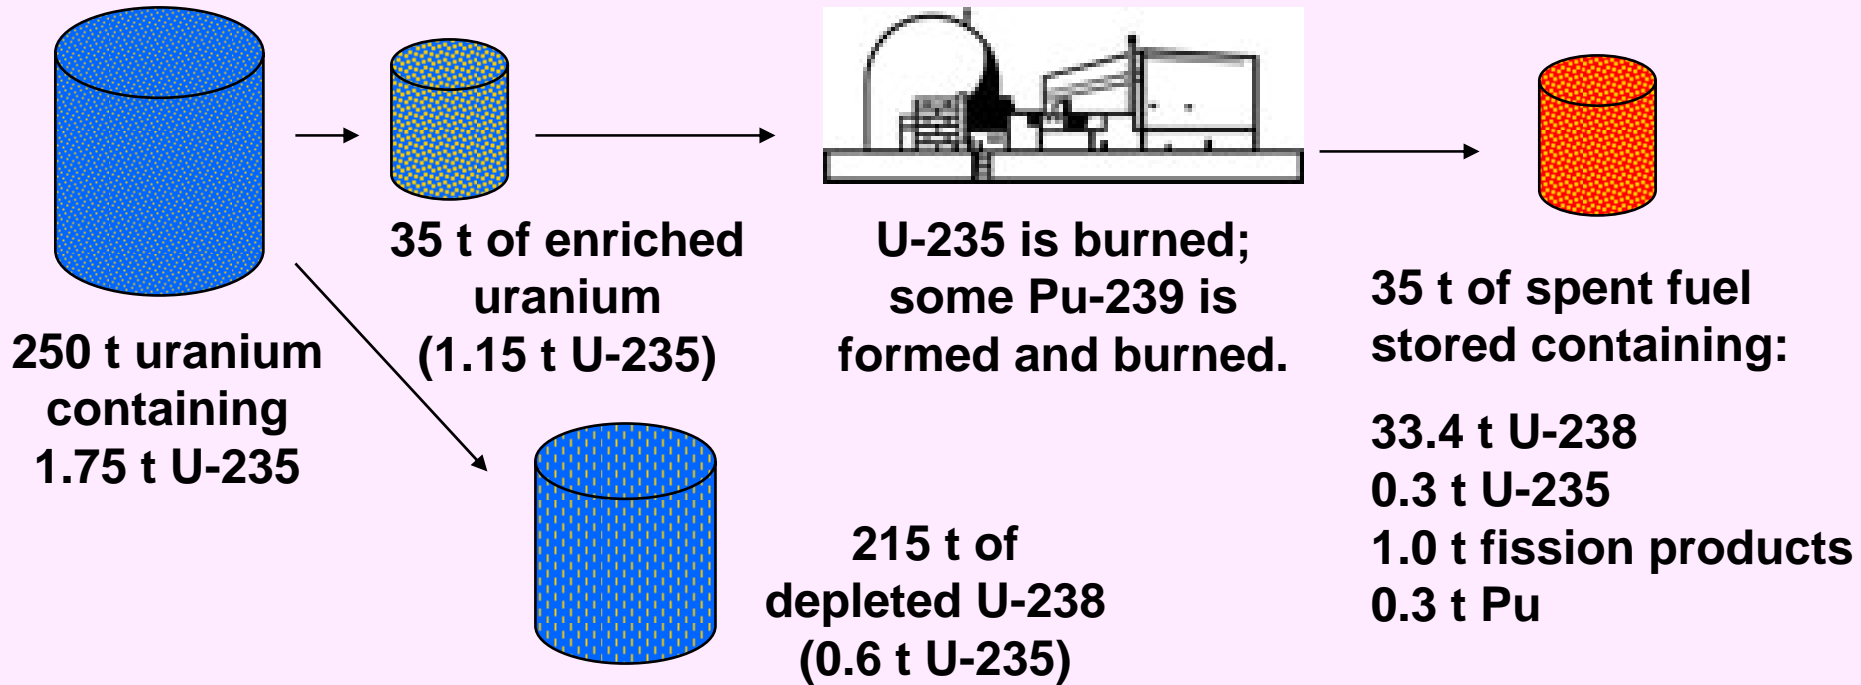 250 t uranium
containing
1.75 t U-235
35 t of enriched
uranium
(1.15 t U-235)
215 t of
depleted U-238
(0.6 t U-235)
U-235 is burned;
some Pu-239 is
formed and burned.
35 t of spent fuel
stored containing:
33.4 t U-238
0.3 t U-235
1.0 t fission products
0.3 t Pu